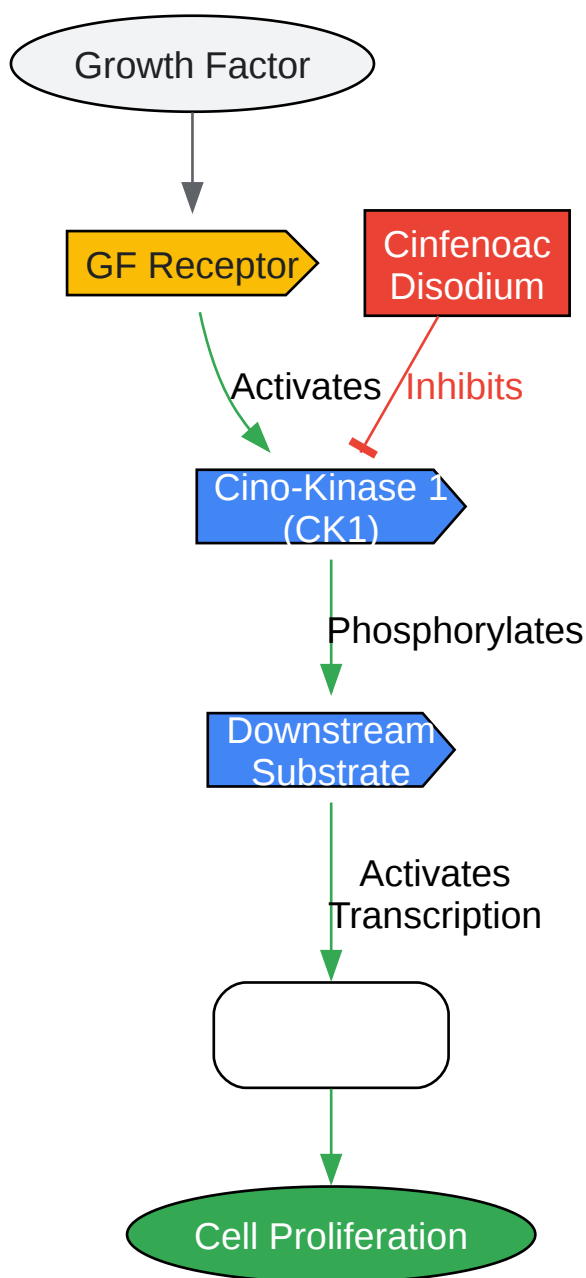 Growth Factor
GF Receptor
Cinfenoac
Disodium
Activates
Inhibits
Cino-Kinase 1
(CK1)
Phosphorylates
Downstream
Substrate
Activates
Transcription
Cell Proliferation